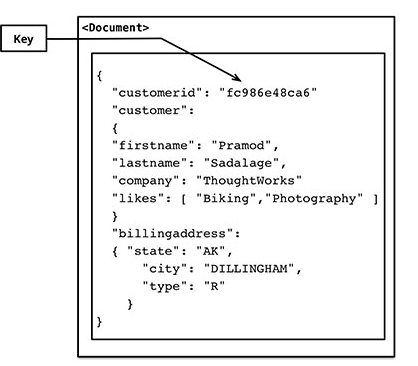 <Document>
Key
{
"customerid": "fc986e48ca6"
"customer":
{
"firstname": "Pramod",
"lastname": "Sadalage",
"company": "ThoughtWorks"
"likes": [ "Biking","Photography" ]
}
"billingaddress":
{ "state": "AK",
"city": "DILLINGHAM",
"type": "R"
}
}